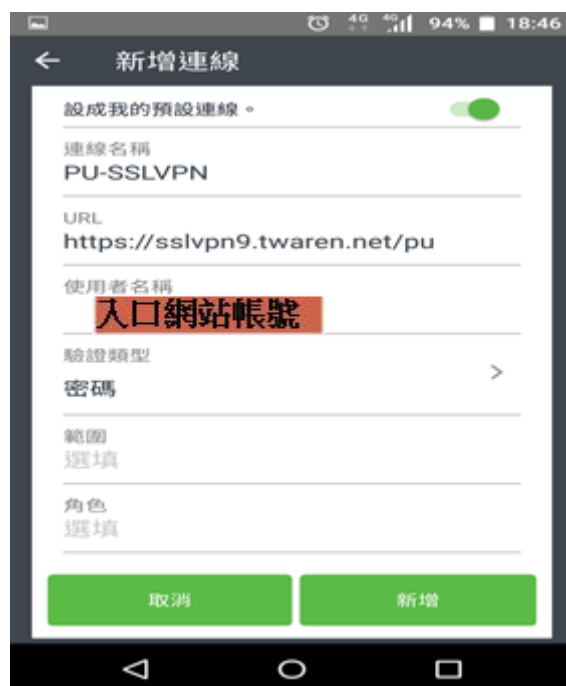 4G 4G 94% 18:46
新增連線
設成我的預設連線。
連線名稱
PU-SSLVPN
URL
https://sslvpn9.twaren.net/pu
使用者名稱
入口網站帳號
驗證類型
密碼
範圍
選填
角色
選填
取消 新增